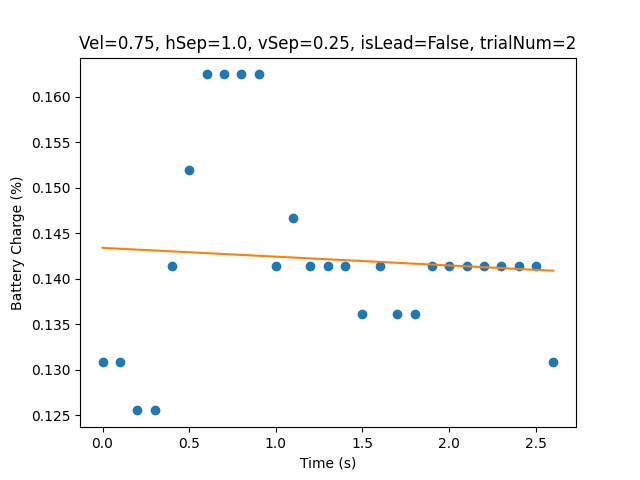 Vel=0.75, hSep=1.0, vSep=0.25, isLead=False, trialNum=2
0.160
0.155
0.150
0.145
0.140
0.135
0.130
0.125
Battery Charge (%)
0.0 0.5 1.0 1.5 2.0 2.5
Time (s)